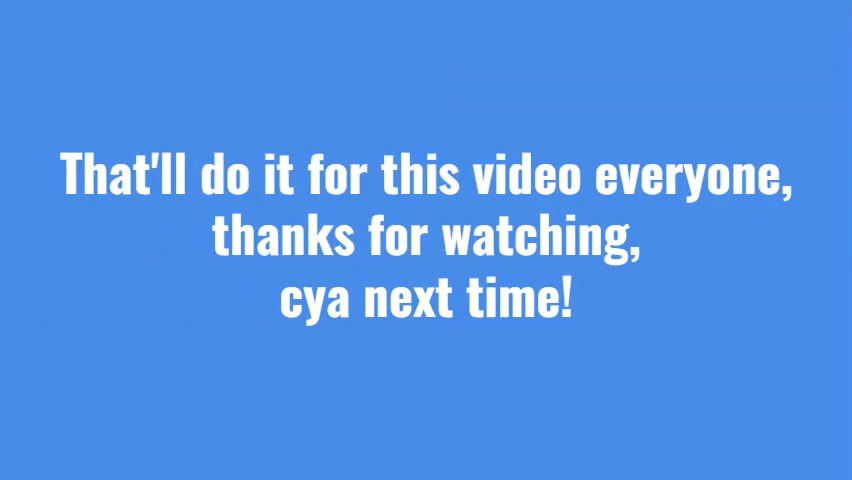 That'll do it for this video everyone,
thanks for watching,
cya next time!